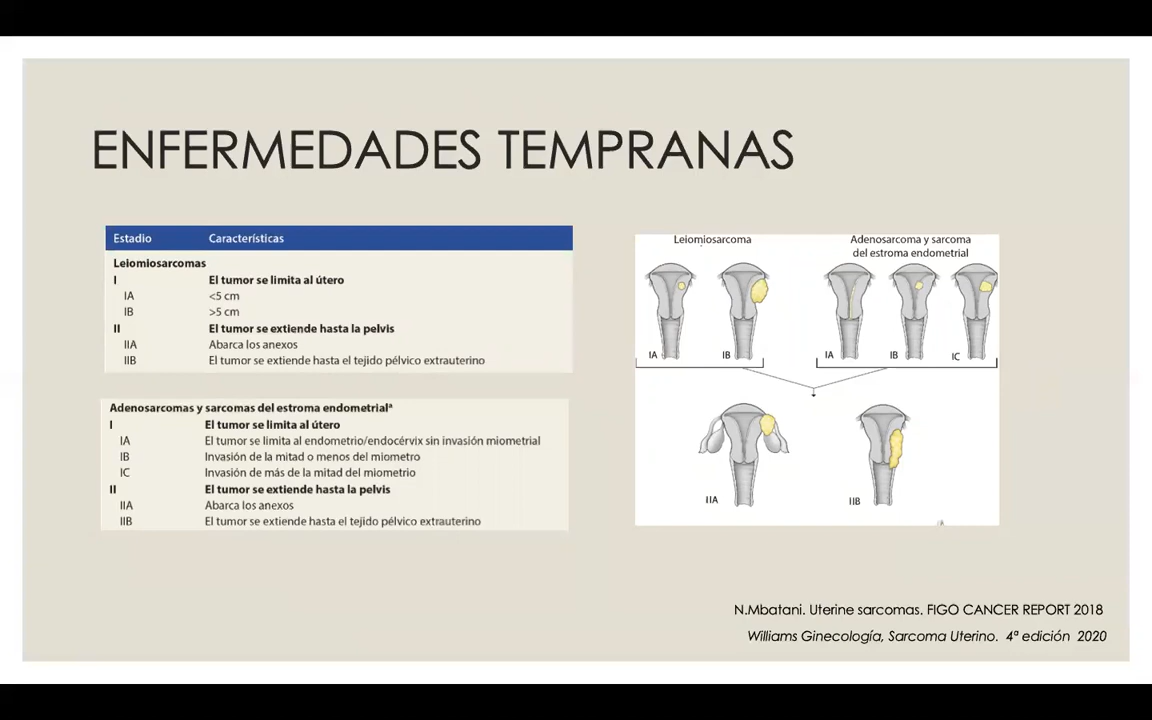 ENFERMEDADES TEMPRANAS
Estadio Características
Leiomiosarcomas
I El tumor se limita al útero
IA <5 cm
IB >5 cm
II El tumor se extiende hasta la pelvis
IIA Abarca los anexos
IIB El tumor se extiende hasta el tejido pélvico extrauterino
Adenosarcomas y sarcomas del estroma endometrialª
I El tumor se limita al útero
IA El tumor se limita al endometrio/endocérvix sin invasión miometrial
IB Invasión de la mitad o menos del miometro
IC Invasión de más de la mitad del miometrio
II El tumor se extiende hasta la pelvis
IIA Abarca los anexos
IIB El tumor se extiende hasta el tejido pélvico extrauterino
Leiomiosarcoma
Adenosarcoma y sarcoma
del estroma endometrial
IA IB IA IB IC
IIA IIB
N.Mbatani. Uterine sarcomas. FIGO CANCER REPORT 2018
Williams Ginecología, Sarcoma Uterino. 4ª edición 2020